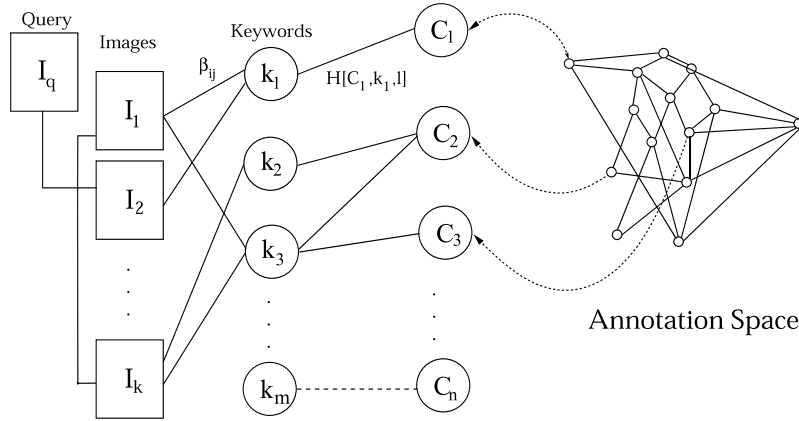 Query
Images
Keywords
I_q
I_1
I_2
I_k
β_ij
k_1
k_2
k_3
k_m
H[C_1,k_1,l]
C_1
C_2
C_3
C_n
Annotation Space